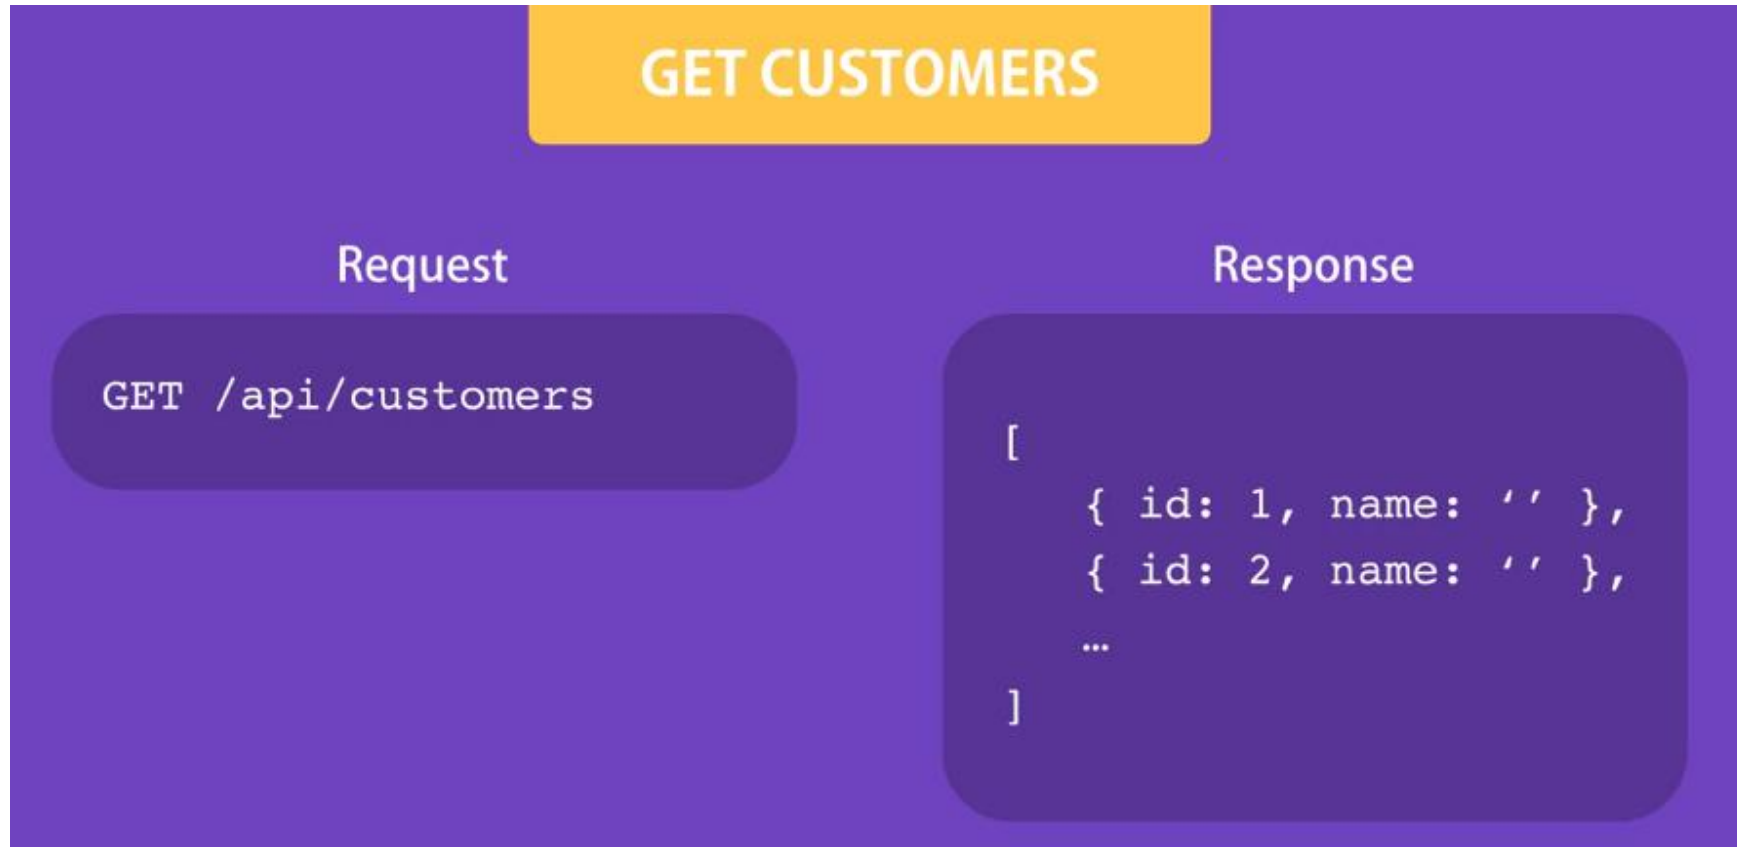 GET CUSTOMERS
Request
GET /api/customers
Response
[
{ id: 1, name: ‘’ },
{ id: 2, name: ‘’ },
…
]